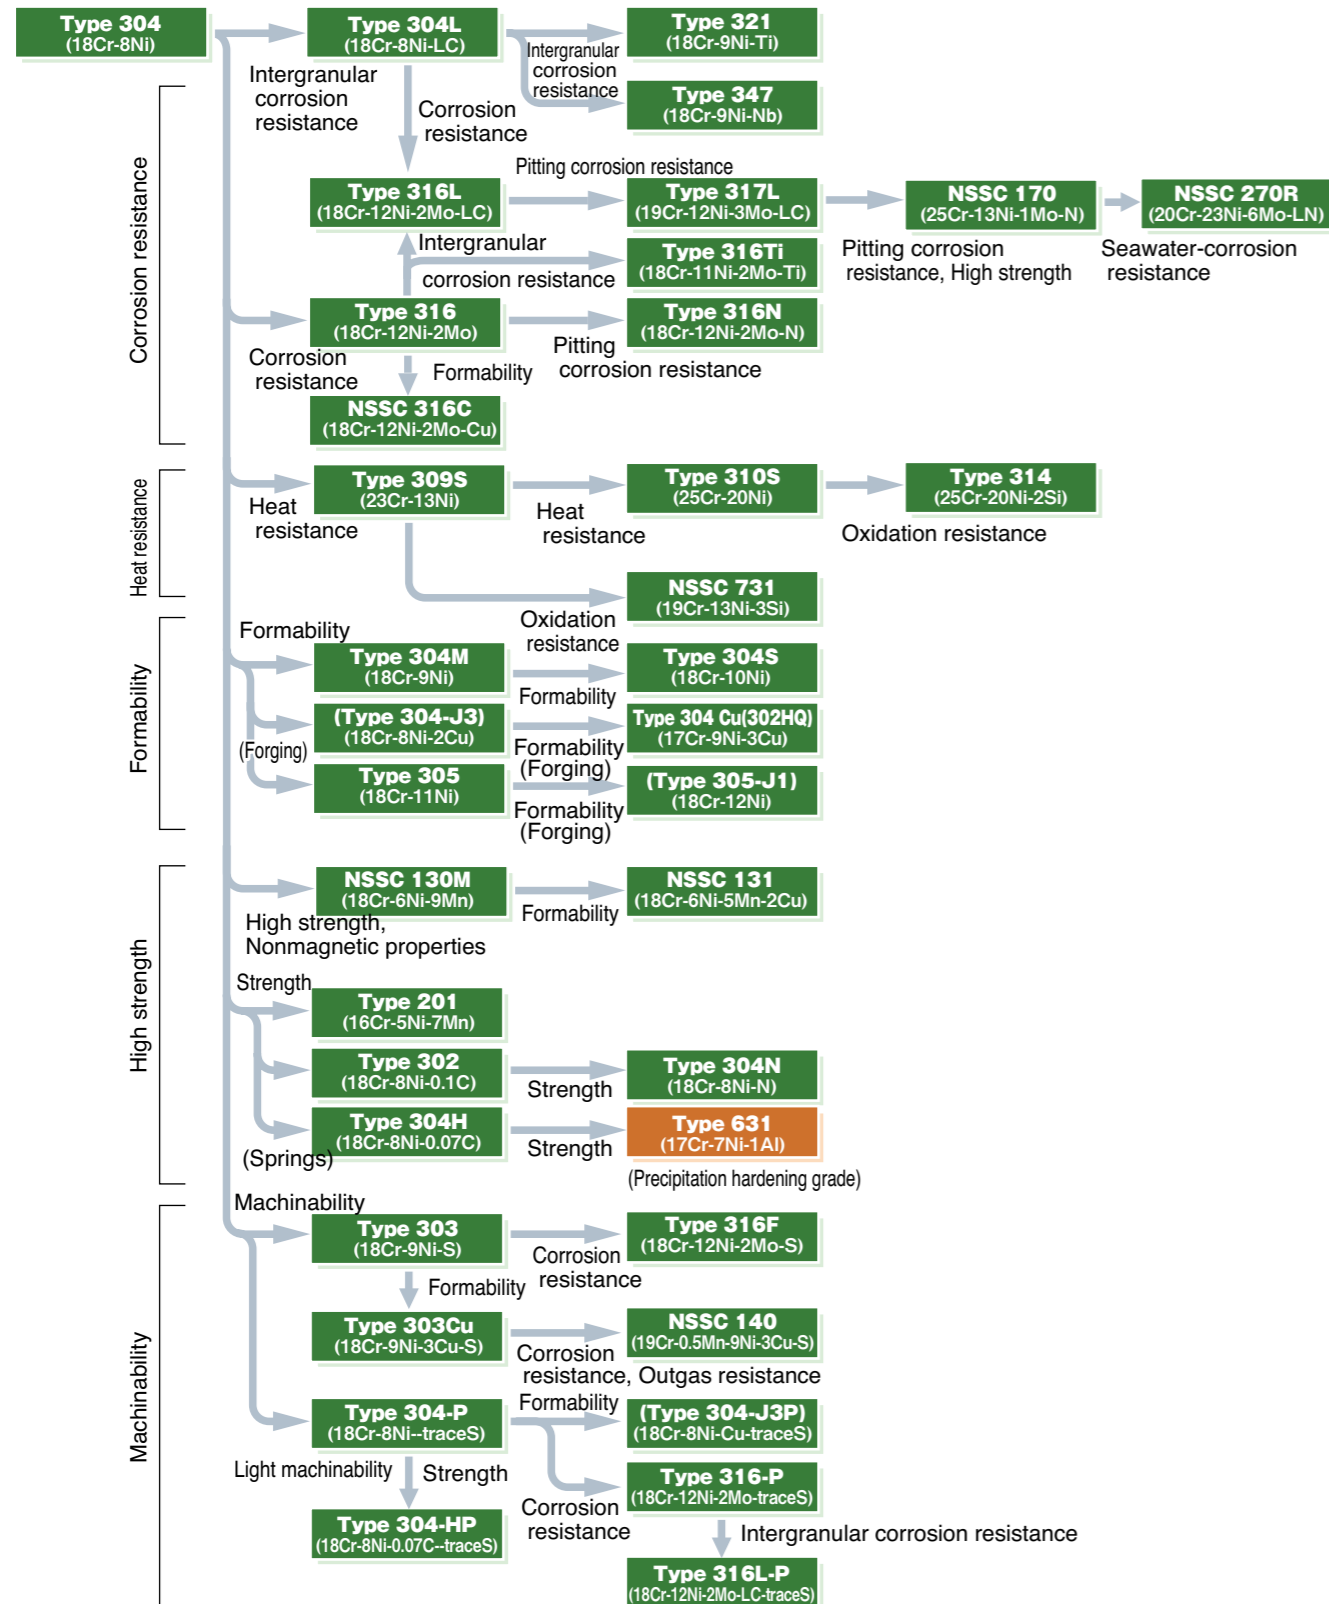 Type 304
(18Cr-8Ni)
Type 304L
(18Cr-8Ni-LC)
Type 321
(18Cr-9Ni-Ti)
Intergranular
corrosion
resistance
Intergranular
corrosion
resistance
Type 347
(18Cr-9Ni-Nb)
Corrosion
resistance
Corrosion resistance
Pitting corrosion resistance
Type 316L
(18Cr-12Ni-2Mo-LC)
Type 317L
(19Cr-12Ni-3Mo-LC)
NSSC 170
(25Cr-13Ni-1Mo-N)
NSSC 270R
(20Cr-23Ni-6Mo-LN)
Intergranular
corrosion resistance
Type 316Ti
(18Cr-11Ni-2Mo-Ti)
Pitting corrosion
resistance, High strength
Seawater-corrosion
resistance
Type 316
(18Cr-12Ni-2Mo)
Type 316N
(18Cr-12Ni-2Mo-N)
Corrosion
resistance
Formability
Pitting
corrosion resistance
NSSC 316C
(18Cr-12Ni-2Mo-Cu)
Heat resistance
Type 309S
(23Cr-13Ni)
Type 310S
(25Cr-20Ni)
Type 314
(25Cr-20Ni-2Si)
Heat
resistance
Heat
resistance
Oxidation resistance
NSSC 731
(19Cr-13Ni-3Si)
Oxidation
resistance
Formability
Formability
Type 304M
(18Cr-9Ni)
Type 304S
(18Cr-10Ni)
Formability
(Type 304-J3)
(18Cr-8Ni-2Cu)
Type 304 Cu(302HQ)
(17Cr-9Ni-3Cu)
(Forging)
Formability
(Forging)
Type 305
(18Cr-11Ni)
(Type 305-J1)
(18Cr-12Ni)
Formability
(Forging)
High strength
NSSC 130M
(18Cr-6Ni-9Mn)
NSSC 131
(18Cr-6Ni-5Mn-2Cu)
Formability
High strength,
Nonmagnetic properties
Strength
Type 201
(16Cr-5Ni-7Mn)
Type 302
(18Cr-8Ni-0.1C)
Strength
Type 304N
(18Cr-8Ni-N)
Type 304H
(18Cr-8Ni-0.07C)
Strength
Type 631
(17Cr-7Ni-1Al)
(Springs)
(Precipitation hardening grade)
Machinability
Machinability
Type 303
(18Cr-9Ni-S)
Type 316F
(18Cr-12Ni-2Mo-S)
Corrosion
resistance
Formability
Type 303Cu
(18Cr-9Ni-3Cu-S)
NSSC 140
(19Cr-0.5Mn-9Ni-3Cu-S)
Corrosion
resistance, Outgas resistance
Formability
Type 304-P
(18Cr-8Ni--traceS)
(Type 304-J3P)
(18Cr-8Ni-Cu-traceS)
Light machinability
Strength
Type 316-P
(18Cr-12Ni-2Mo-traceS)
Corrosion
resistance
Type 304-HP
(18Cr-8Ni-0.07C--traceS)
Intergranular corrosion resistance
Type 316L-P
(18Cr-12Ni-2Mo-LC-traceS)